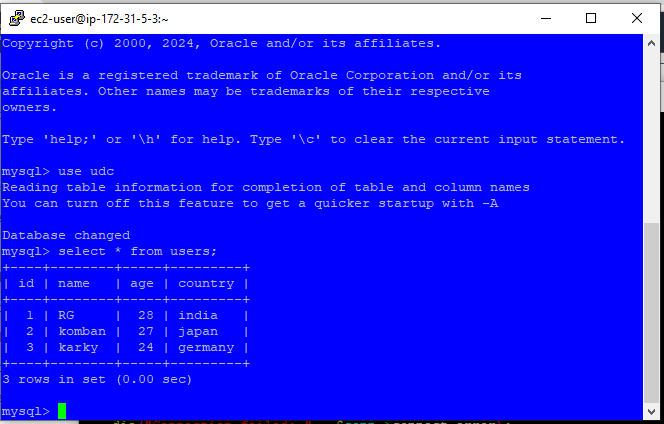 ec2-user@ip-172-31-5-3:~
Copyright (c) 2000, 2024, Oracle and/or its affiliates.
Oracle is a registered trademark of Oracle Corporation and/or its
affiliates. Other names may be trademarks of their respective
owners.
Type 'help;' or '\h' for help. Type '\c' to clear the current input statement.
mysql> use udc
Reading table information for completion of table and column names
You can turn off this feature to get a quicker startup with -A
Database changed
mysql> select * from users;
+----+--------+-----+---------+
| id | name   | age | country |
+----+--------+-----+---------+
|  1 | RG     |  28 | india   |
|  2 | komban |  27 | japan   |
|  3 | karky  |  24 | germany |
+----+--------+-----+---------+
3 rows in set (0.00 sec)
mysql>